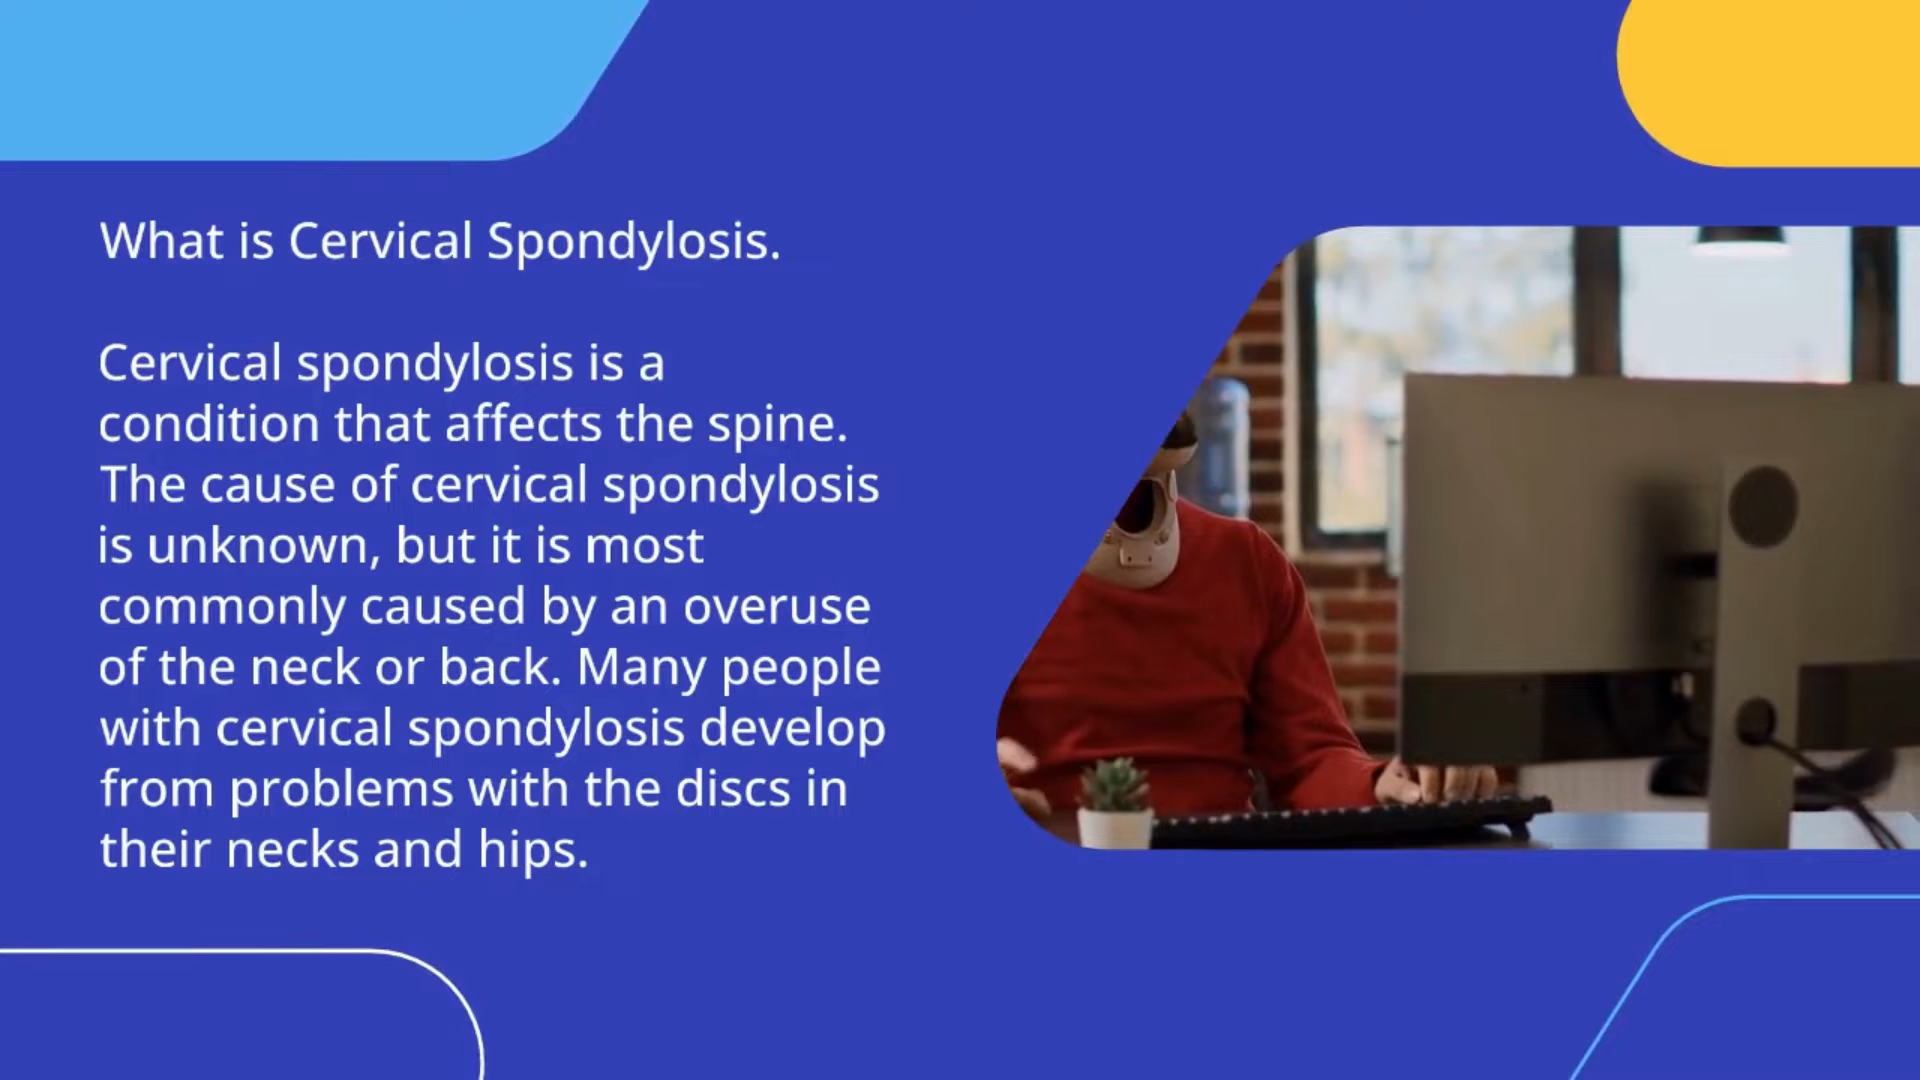 What is Cervical Spondylosis.
Cervical spondylosis is a
condition that affects the spine.
The cause of cervical spondylosis
is unknown, but it is most
commonly caused by an overuse
of the neck or back. Many people
with cervical spondylosis develop
from problems with the discs in
their necks and hips.